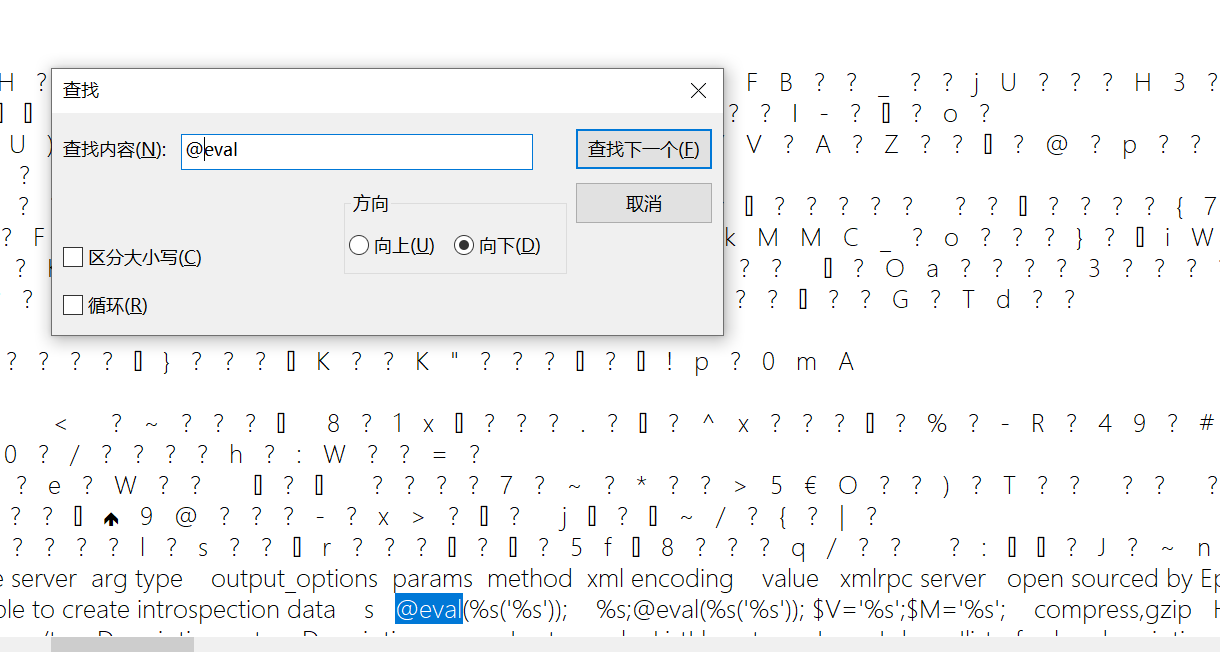 H ? F B ? ? _ ? ? j U ? ? ? H 3 ?
查找
? ? I - ? ? o ?
U ) 查找内容(N): @eval 查找下一个(F) V ? A ? Z ? ? ? @ ? p ? ?
?
? 方向 取消 ? ? ? ? ? ? ? ? ? ? ? { 7
? F 向上(U) 向下(D) k M M C _ ? o ? ? ? } ? i W
? 区分大小写(C) ? ? ? O a ? ? ? ? 3 ? ? ?
? 循环(R) ? ? ? ? G ? T d ? ?
? ? ? ? } ? ? ? K ? ? K " ? ? ? ? ! p ? 0 m A
< ? ~ ? ? ? 8 ? 1 x ? ? ? . ? ? ^ x ? ? ? ? % ? - R ? 4 9 ? #
0 ? / ? ? ? ? h ? : W ? ? = ?
? e ? W ? ? ? ? ? ? ? 7 ? ~ ? * ? ? > 5 € O ? ? ) ? T ? ? ? ? ?
? ? 9 @ ? ? ? - ? x > ? ? j ? ~ / ? { ? | ?
? ? ? ? l ? s ? ? r ? ? ? ? ? 5 f 8 ? ? ? q / ? ? ? : ? J ? ~ n
e server arg type output_options params method xml encoding value xmlrpc server open sourced by Ep
ble to create introspection data s @eval(%s('%s')); %s;@eval(%s('%s')); $V='%s';$M='%s'; compress,gzip H